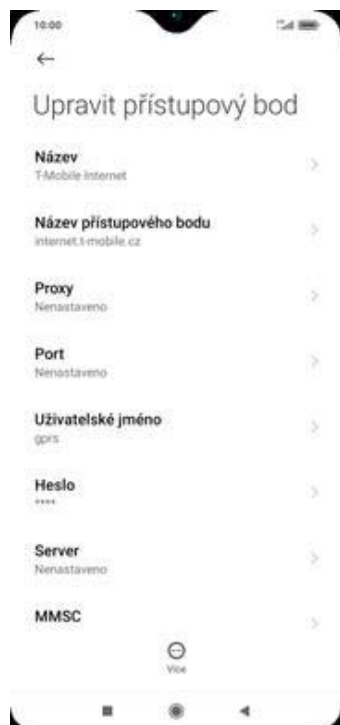 10:00
Upravit přístupový bod
Název
T-Mobile Internet
Název přístupového bodu
internet.t-mobile.cz
Proxy
Nenastaveno
Port
Nenastaveno
Uživatelské jméno
gprs
Heslo
****
Server
Nenastaveno
MMSC
Více